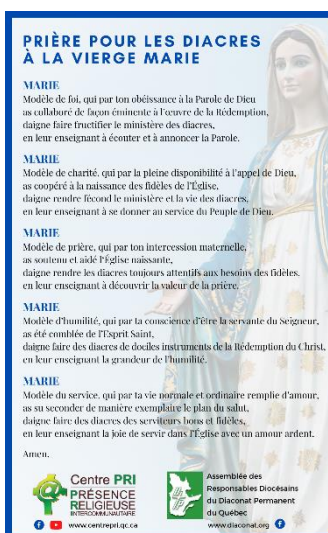 PRIÈRE POUR LES DIACRES
À LA VIERGE MARIE
MARIE
Modèle de foi, qui par ton obéissance à la Parole de Dieu
as collaboré de façon éminente à l'œuvre de la Rédemption,
daigne faire fructifier le ministère des diacres,
en leur enseignant à écouter et à annoncer la Parole.
MARIE
Modèle de charité, qui par ta pleine disponibilité à l'appel de Dieu,
as coopéré à la naissance des fidèles de l'Église,
daigne rendre fécond le ministère et la vie des diacres,
en leur enseignant à se donner au service du Peuple de Dieu.
MARIE
Modèle de prière, qui par ton intercession maternelle,
as soutenu et aidé l'Église naissante,
daigne rendre les diacres toujours attentifs aux besoins des fidèles.
en leur enseignant à découvrir la valeur de la prière.
MARIE
Modèle d'humilité, qui par ta conscience d'être la servante du Seigneur,
as été comblée de l'Esprit Saint,
daigne faire des diacres de dociles instruments de la Rédemption du Christ,
en leur enseignant la grandeur de l'humilité.
MARIE
Modèle du service, qui par ta vie normale et ordinaire remplie d'amour,
as su seconder de manière exemplaire le plan du salut,
daigne faire des diacres des serviteurs bons et fidèles,
en leur enseignant la joie de servir dans l'Église avec un amour ardent.
Amen.
Centre PRI
PRÉSENCE
RELIGIEUSE
INTERCOMMUNAUTAIRE
www.centrepri.qc.ca
Assemblée des
Responsables Diocésains
du Diaconat Permanent
du Québec
www.diaconat.org